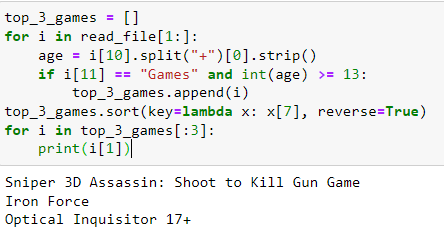 top_3_games = []
for i in read_file[1:]:
    age = i[10].split("+")[0].strip()
    if i[11] == "Games" and int(age) >= 13:
        top_3_games.append(i)
top_3_games.sort(key=lambda x: x[7], reverse=True)
for i in top_3_games[:3]:
    print(i[1])
Sniper 3D Assassin: Shoot to Kill Gun Game
Iron Force
Optical Inquisitor 17+